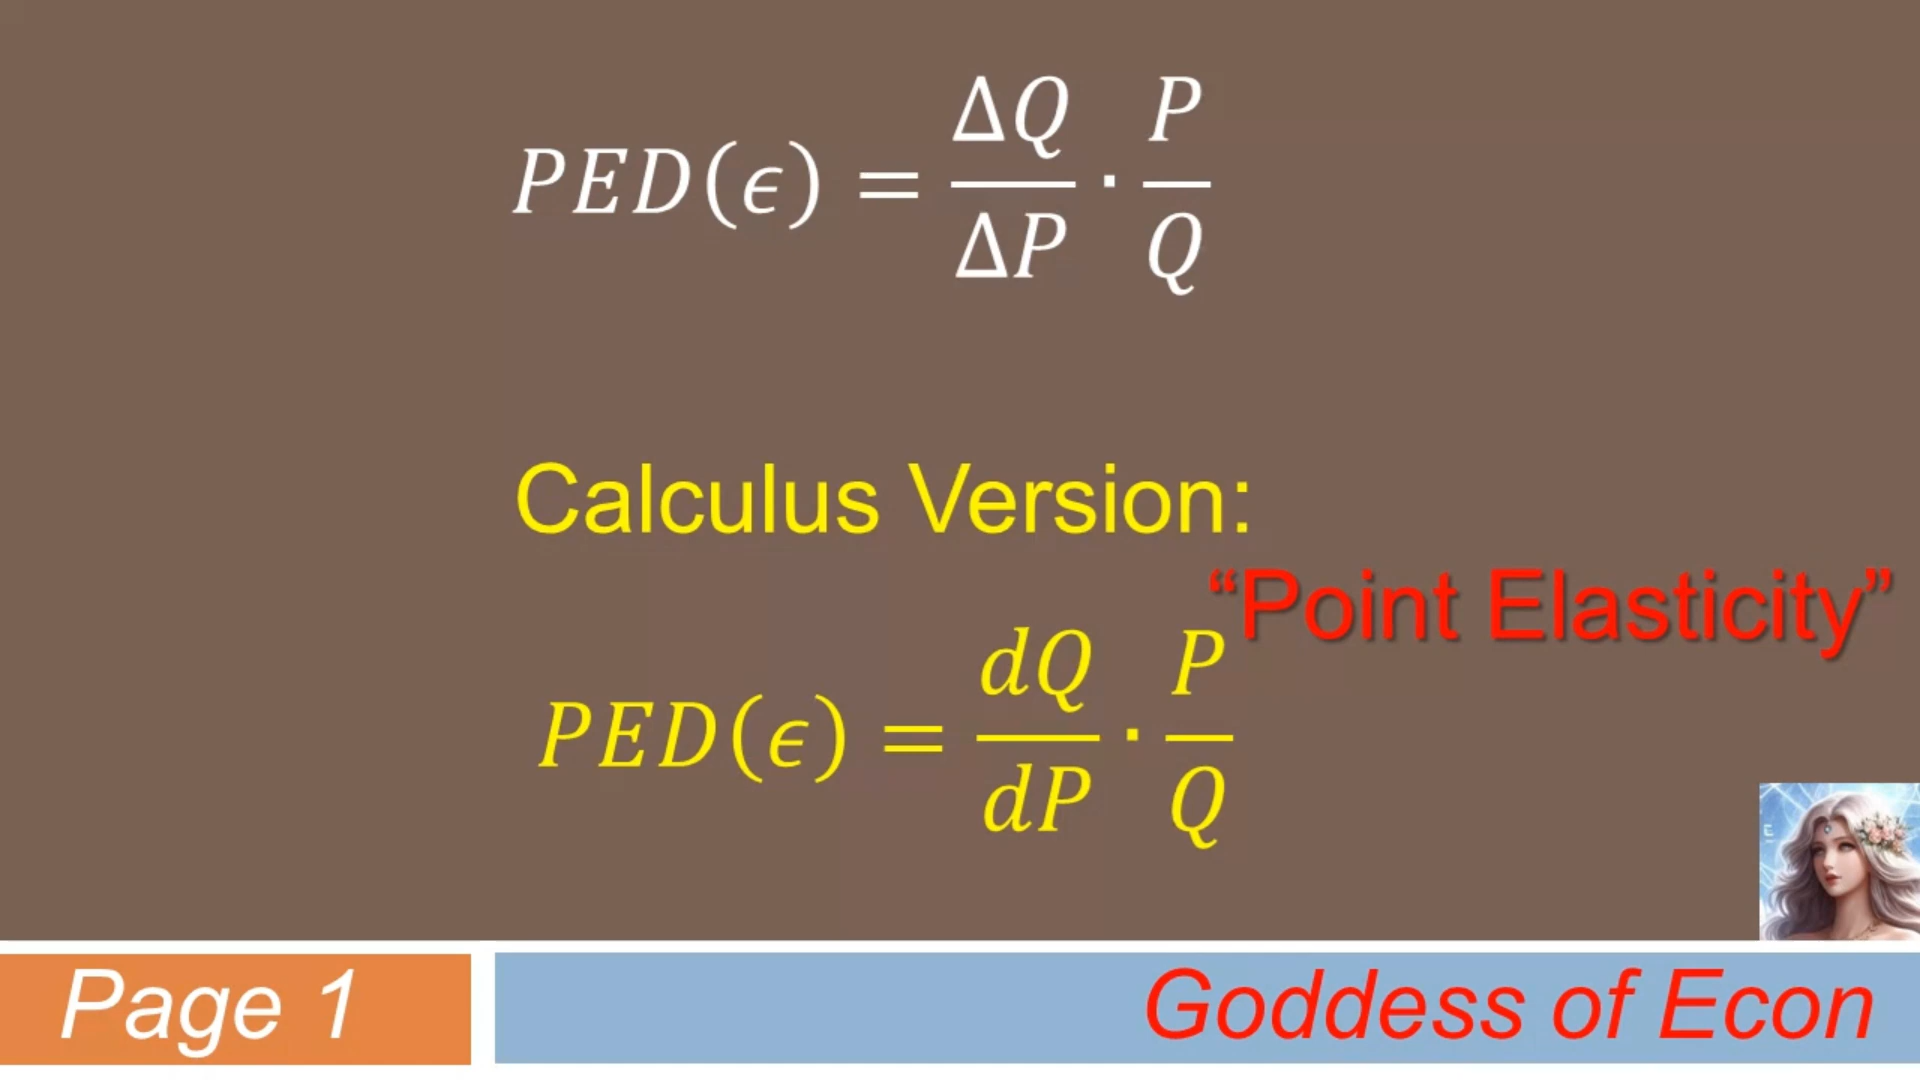 PED(ϵ) = ΔQ/ΔP · P/Q
Calculus Version:
“Point Elasticity”
PED(ϵ) = dQ/dP · P/Q
Page 1
Goddess of Econ